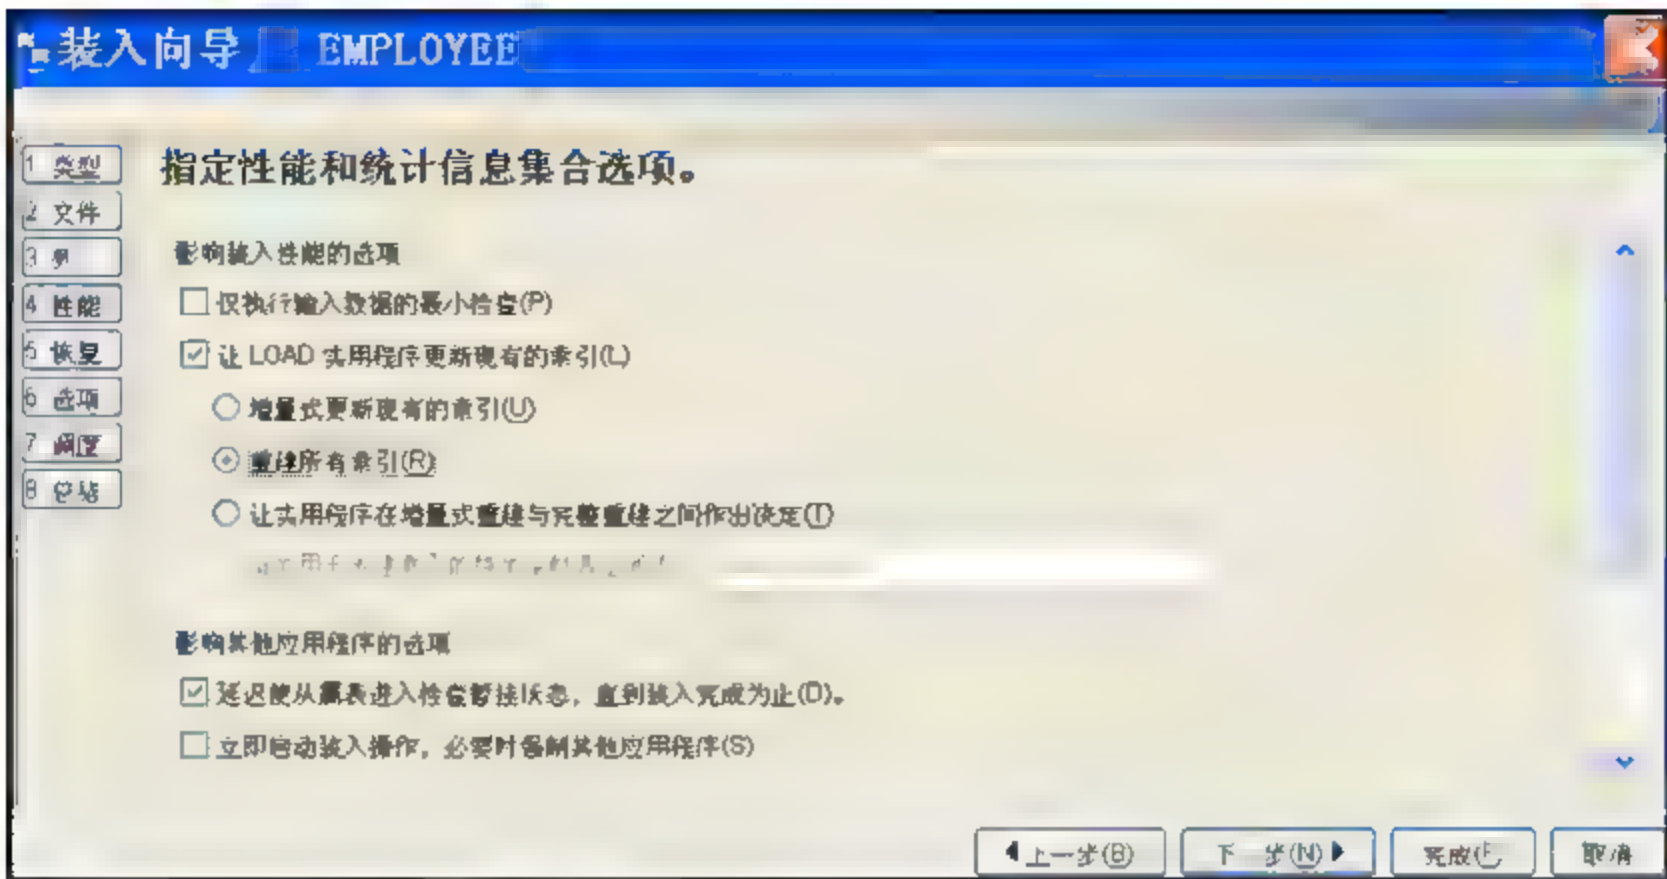 装入向导 EMPLOYEE
1 类型
2 文件
3 列
4 性能
5 恢复
6 选项
7 调度
8 总结
指定性能和统计信息集合选项。
影响装入性能的选项
仅执行输入数据的最小检查(P)
让 LOAD 实用程序更新现有的索引(L)
增量式更新现有的索引(U)
重建所有索引(R)
让实用程序在增量式重建与完整重建之间作出决定(T)
影响其他应用程序的选项
延迟使从属表进入检查暂挂状态，直到装入完成为止(D)。
立即启动装入操作，必要时强制其他应用程序(S)
上一步(B)
下一步(N)
完成(F)
取消